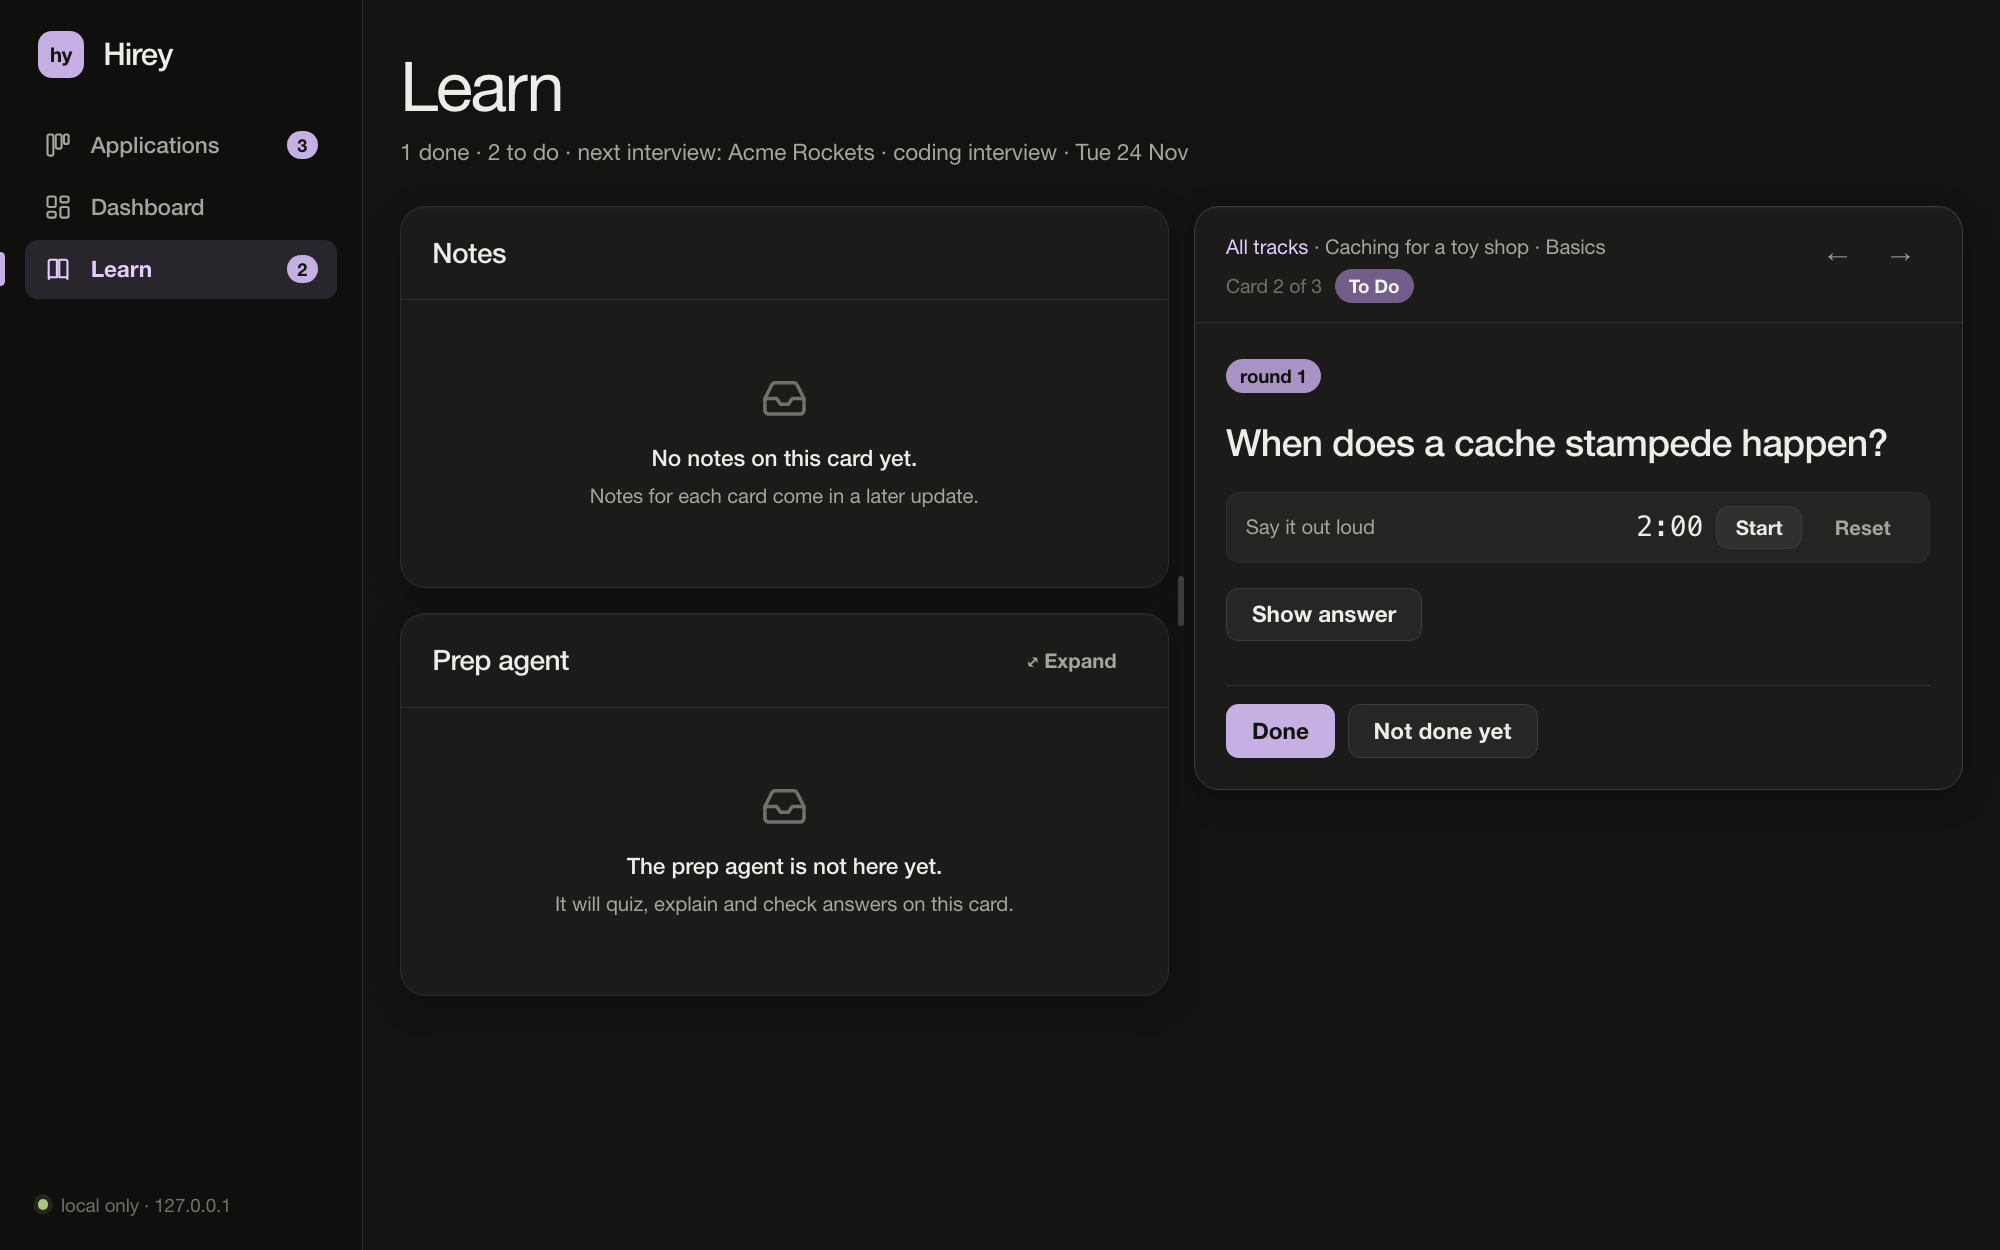 hy
Hirey
Applications 3
Dashboard
Learn 2
local only · 127.0.0.1
Learn
1 done · 2 to do · next interview: Acme Rockets · coding interview · Tue 24 Nov
Notes
No notes on this card yet.
Notes for each card come in a later update.
Prep agent
Expand
The prep agent is not here yet.
It will quiz, explain and check answers on this card.
All tracks · Caching for a toy shop · Basics
← →
Card 2 of 3 To Do
round 1
When does a cache stampede happen?
Say it out loud 2:00 Start Reset
Show answer
Done Not done yet